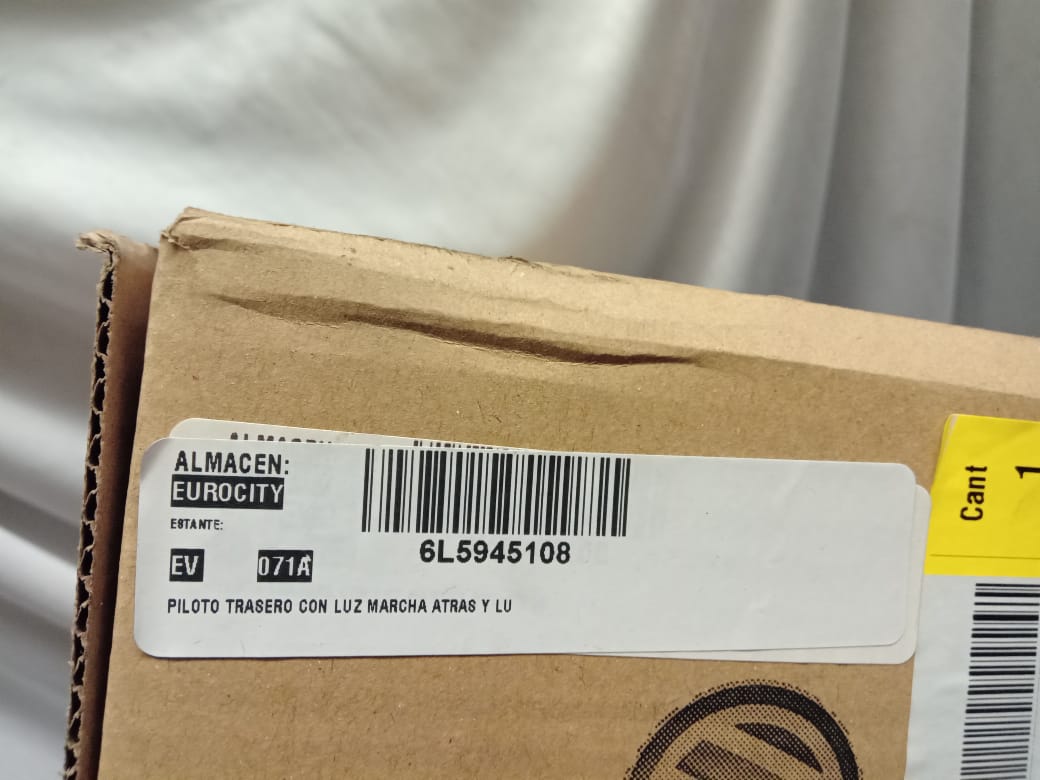 ALMACEN:
EUROCITY
ESTANTE:
EV 071A
6L5945108
PILOTO TRASERO CON LUZ MARCHA ATRAS Y LU
Cant 1